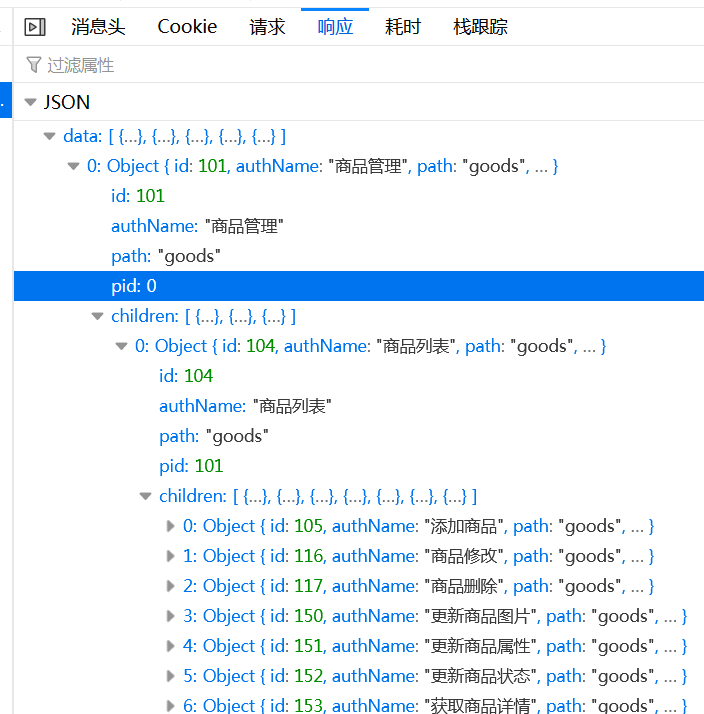 消息头 Cookie 请求 响应 耗时 栈跟踪
过滤属性
JSON
data: [ {…}, {…}, {…}, {…}, {…} ]
0: Object { id: 101, authName: "商品管理", path: "goods", … }
id: 101
authName: "商品管理"
path: "goods"
pid: 0
children: [ {…}, {…}, {…} ]
0: Object { id: 104, authName: "商品列表", path: "goods", … }
id: 104
authName: "商品列表"
path: "goods"
pid: 101
children: [ {…}, {…}, {…}, {…}, {…}, {…}, {…} ]
0: Object { id: 105, authName: "添加商品", path: "goods", … }
1: Object { id: 116, authName: "商品修改", path: "goods", … }
2: Object { id: 117, authName: "商品删除", path: "goods", … }
3: Object { id: 150, authName: "更新商品图片", path: "goods", … }
4: Object { id: 151, authName: "更新商品属性", path: "goods", … }
5: Object { id: 152, authName: "更新商品状态", path: "goods", … }
6: Object { id: 153, authName: "获取商品详情", path: "goods", … }